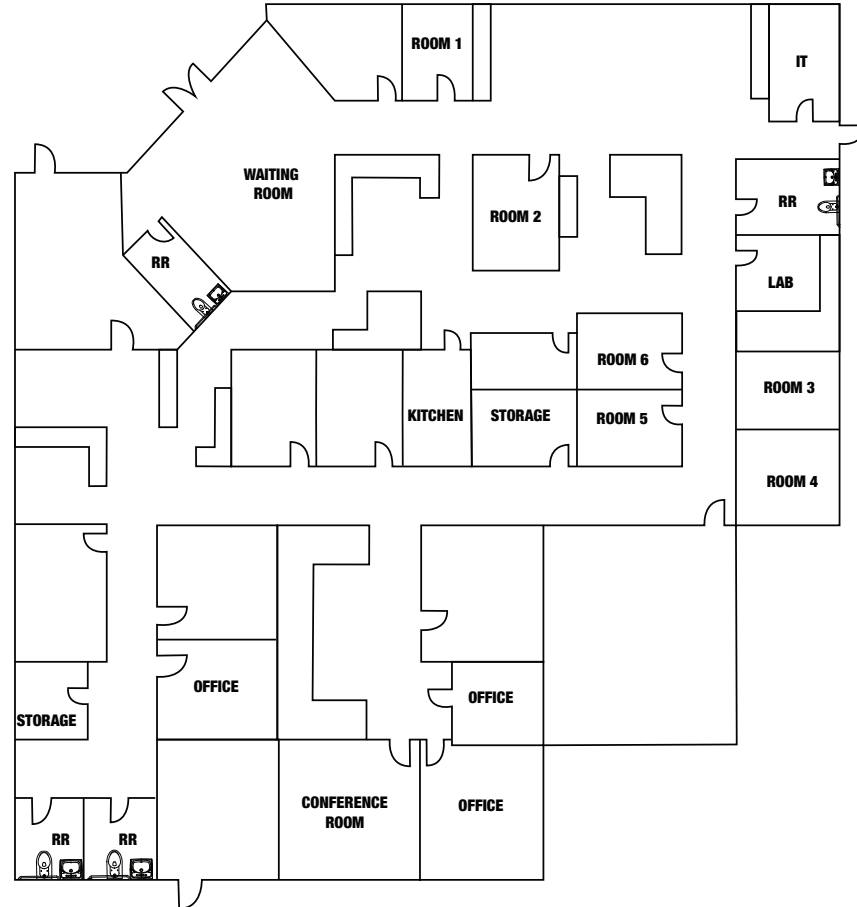 ROOM 1
IT
WAITING
ROOM
ROOM 2
RR
RR
LAB
ROOM 6
ROOM 3
KITCHEN
STORAGE
ROOM 5
ROOM 4
OFFICE
OFFICE
STORAGE
CONFERENCE
ROOM
OFFICE
RR
RR